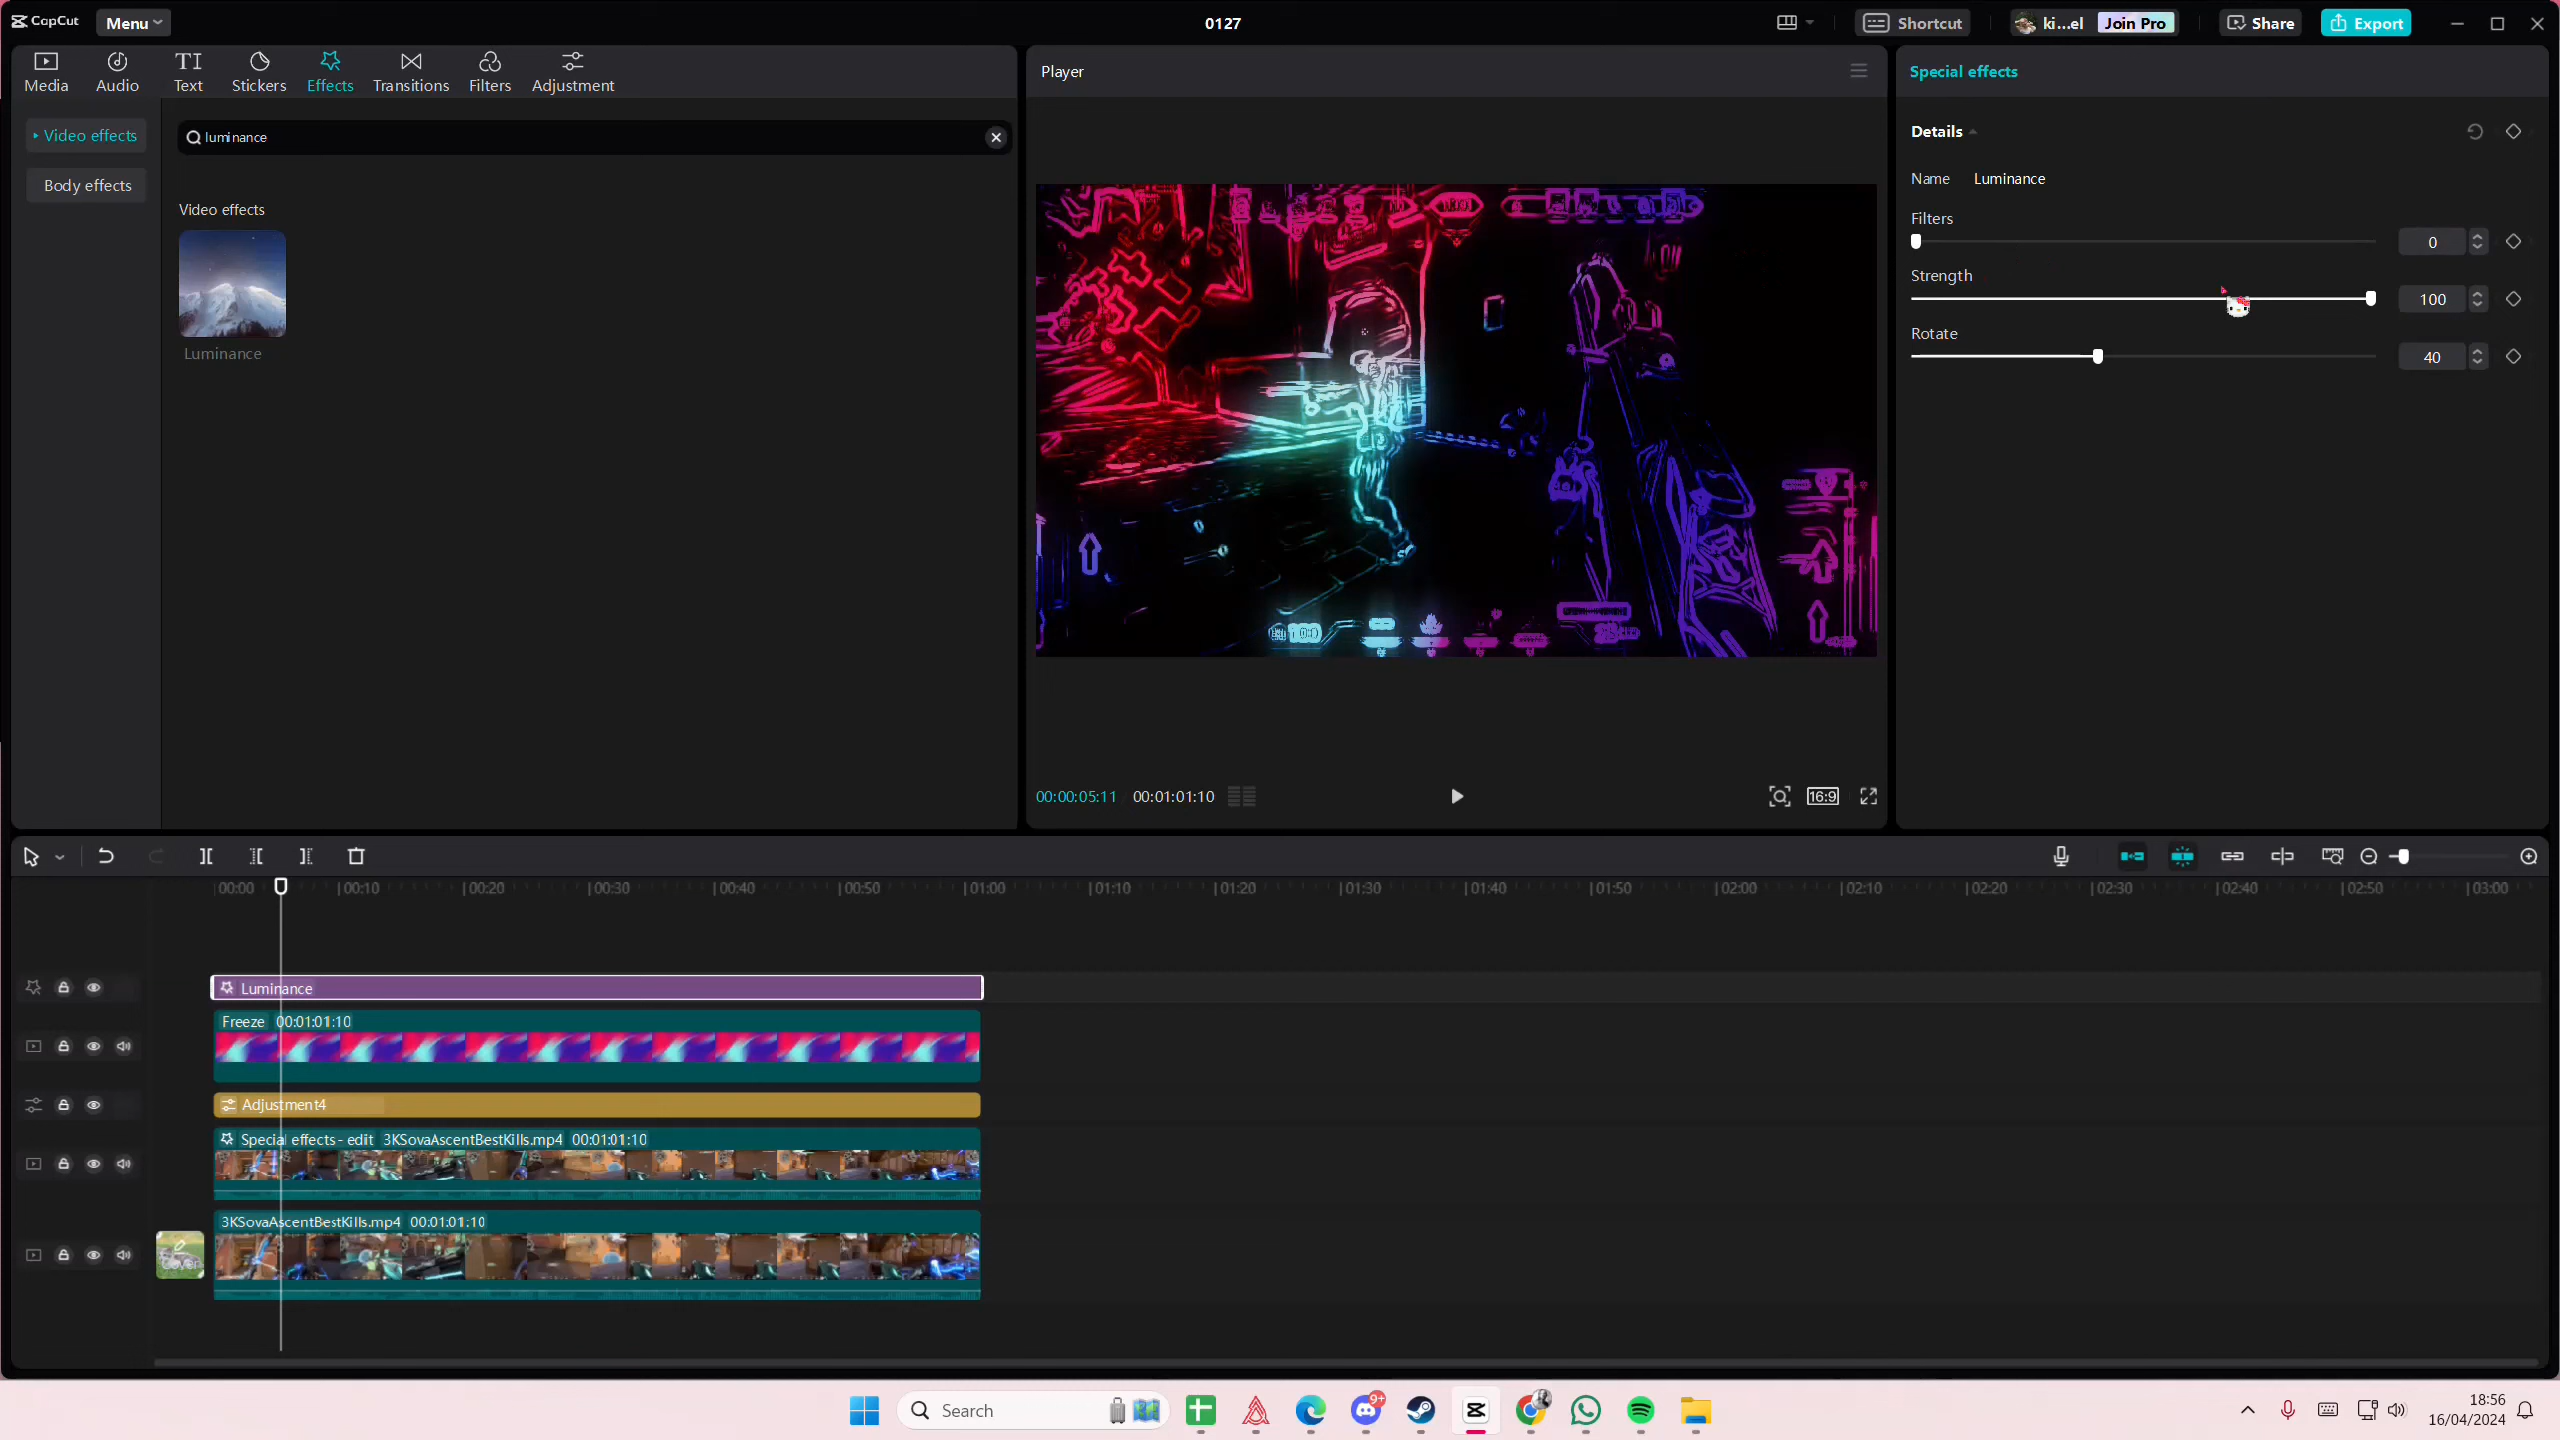 CapCut
Menu
0127
Shortcut
ki...el
Join Pro
Share
Export
Media
Audio
Text
Stickers
Effects
Transitions
Filters
Adjustment
Video effects
Body effects
luminance
Video effects
Luminance
Player
00:00:05:11
00:01:01:10
16:9
Special effects
Details
Name Luminance
Filters
0
Strength
100
Rotate
40
00:00
00:10
00:20
00:30
00:40
00:50
01:00
01:10
01:20
01:30
01:40
01:50
02:00
02:10
02:20
02:30
02:40
02:50
03:00
Luminance
Freeze 00:01:01:10
Adjustment4
Special effects - edit 3KSovaAscentBestKills.mp4 00:01:01:10
3KSovaAscentBestKills.mp4 00:01:01:10
Cover
Search
9+
18:56
16/04/2024